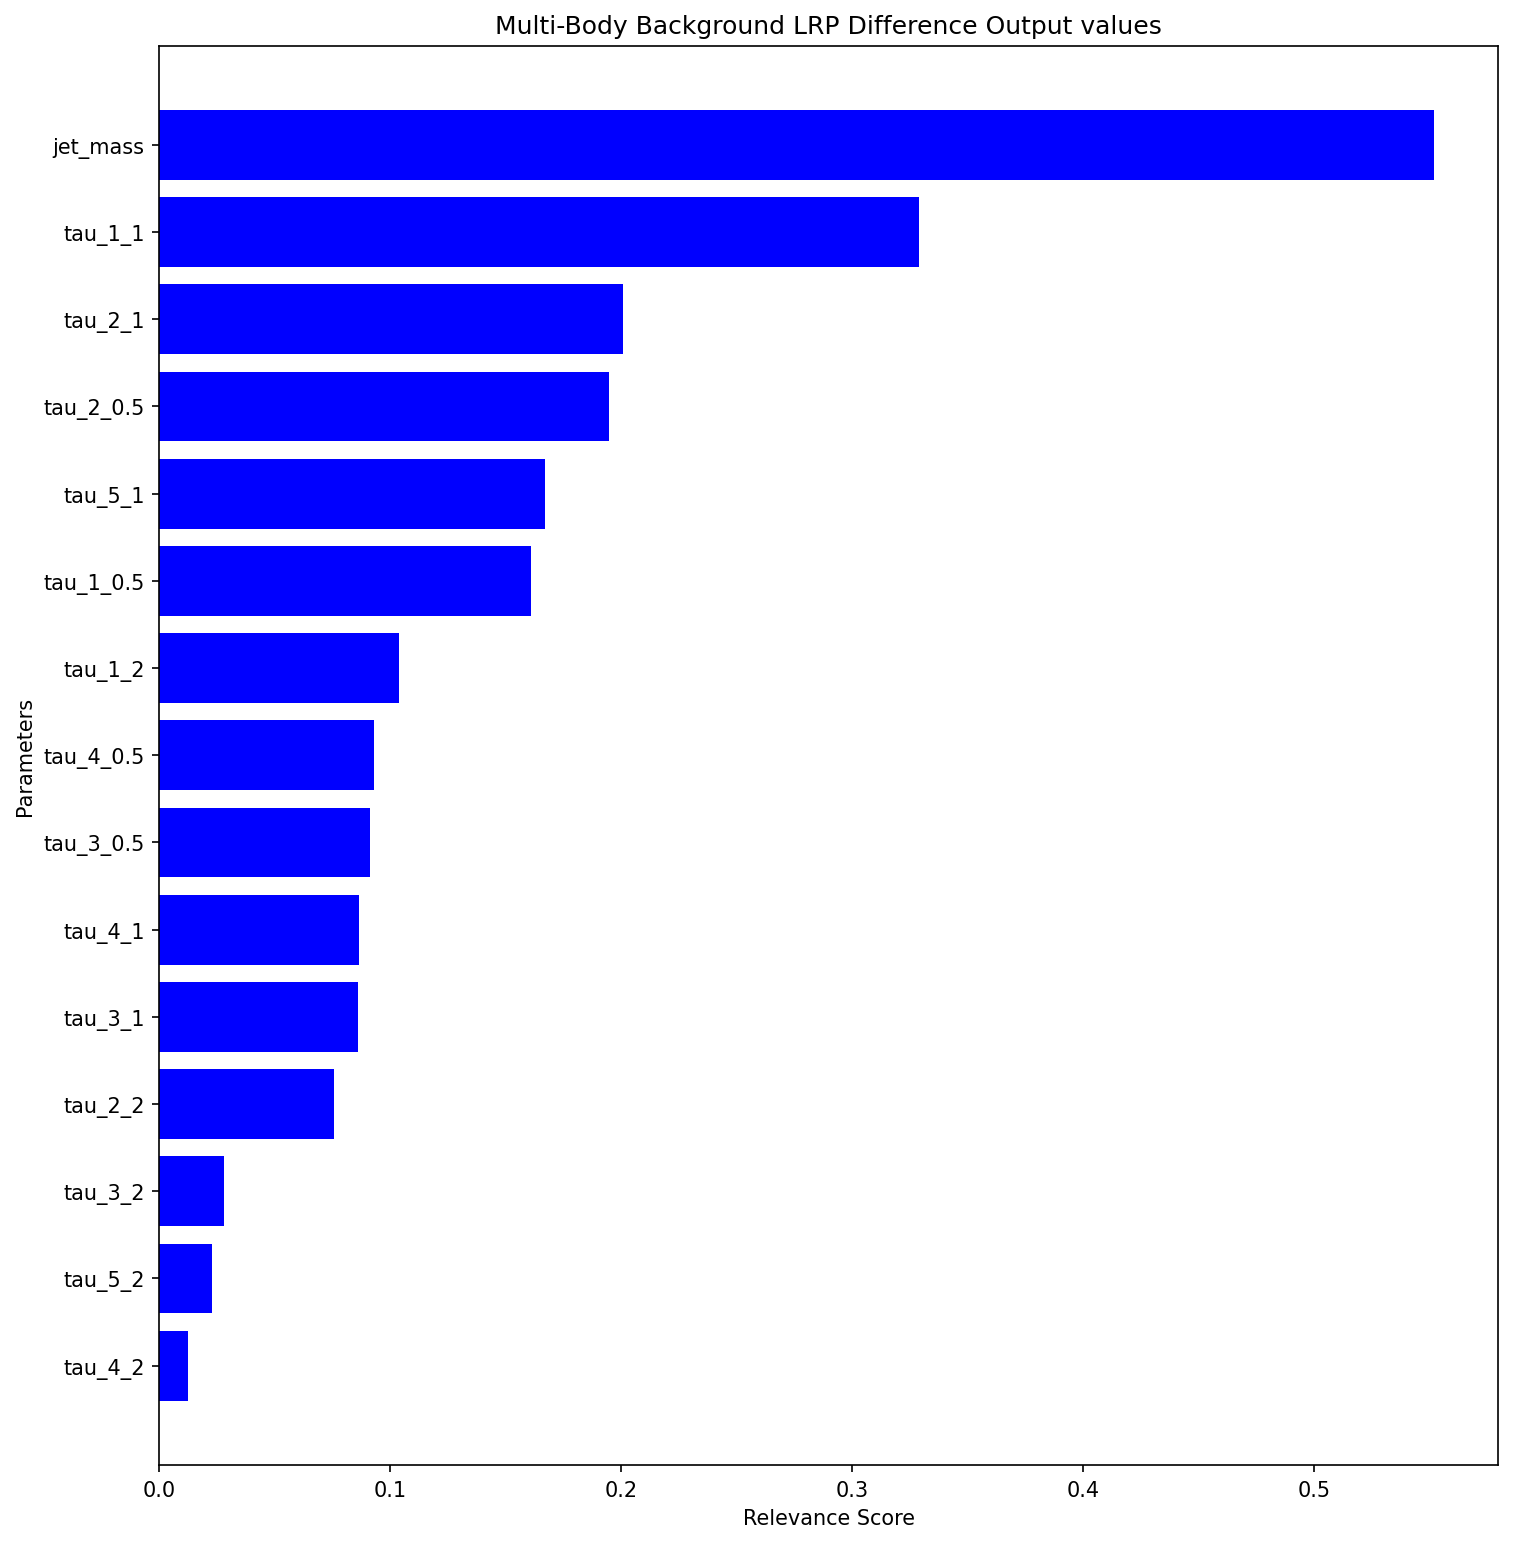 Multi-Body Background LRP Difference Output values
jet_mass
tau_1_1
tau_2_1
tau_2_0.5
tau_5_1
tau_1_0.5
tau_1_2
tau_4_0.5
tau_3_0.5
tau_4_1
tau_3_1
tau_2_2
tau_3_2
tau_5_2
tau_4_2
Parameters
0.0 0.1 0.2 0.3 0.4 0.5
Relevance Score